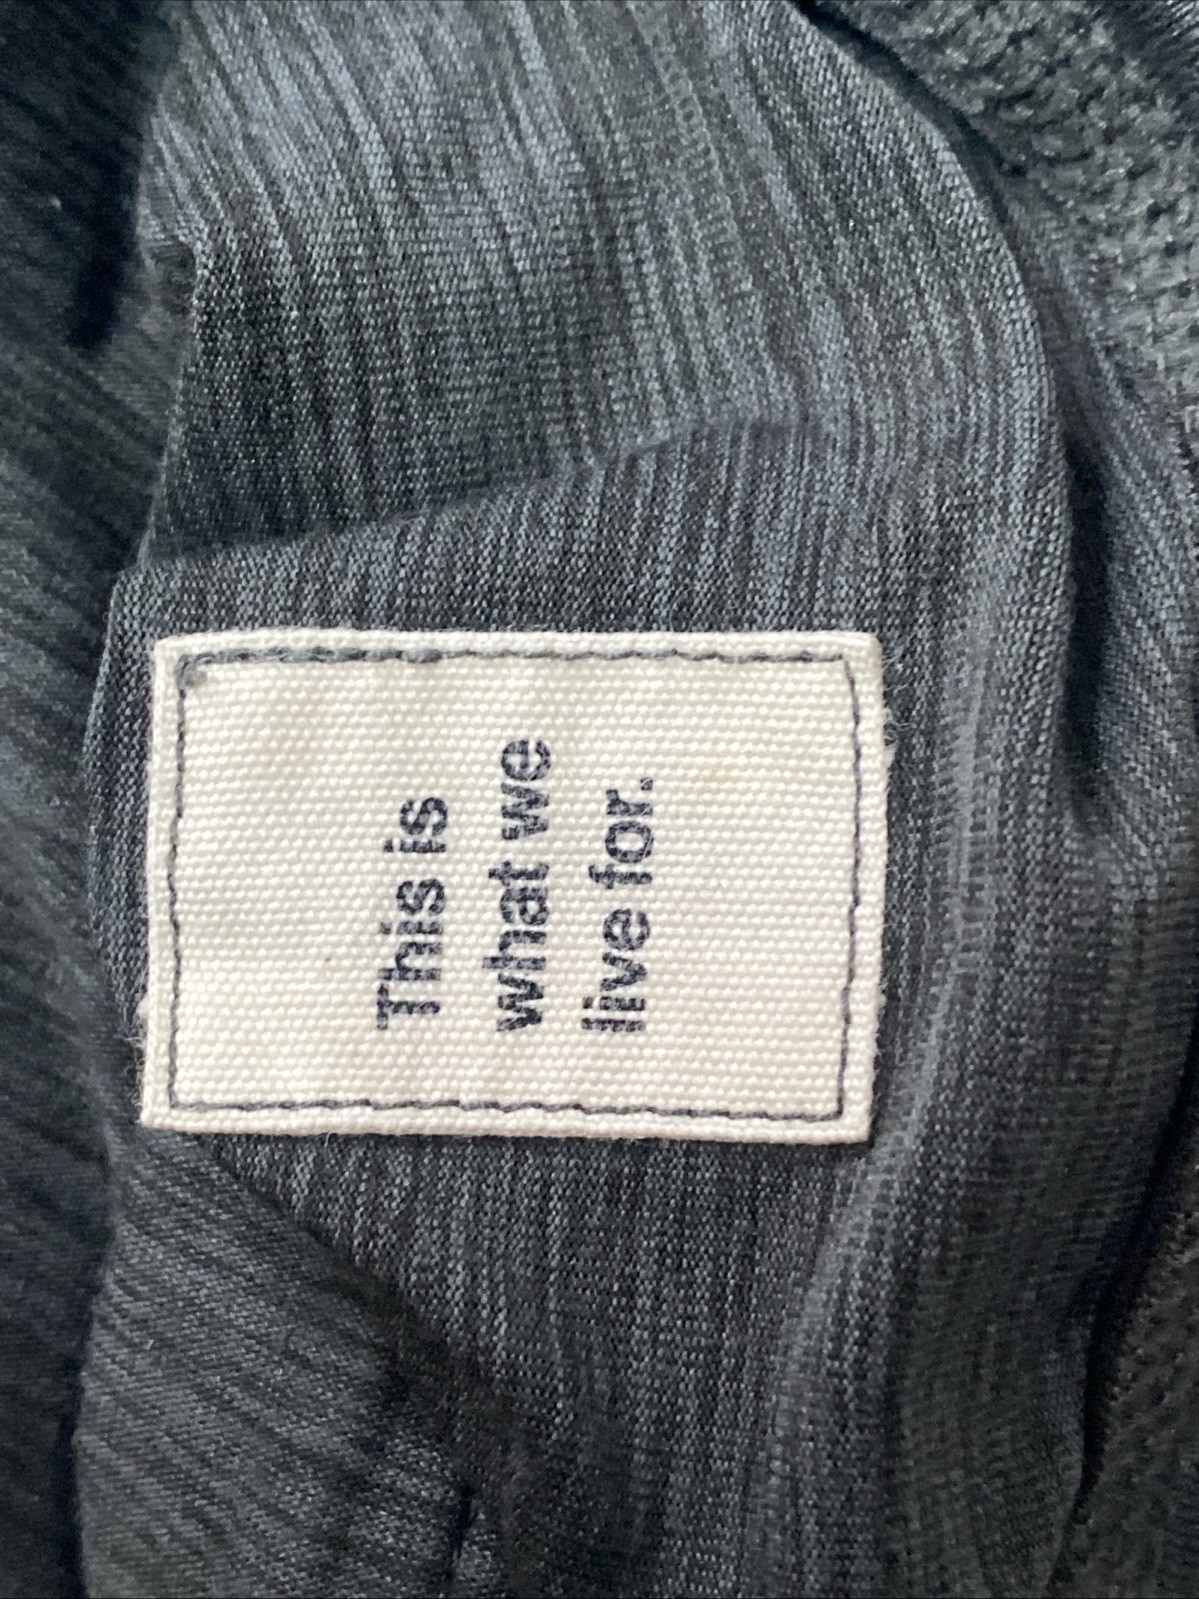 This is
what we
live for.